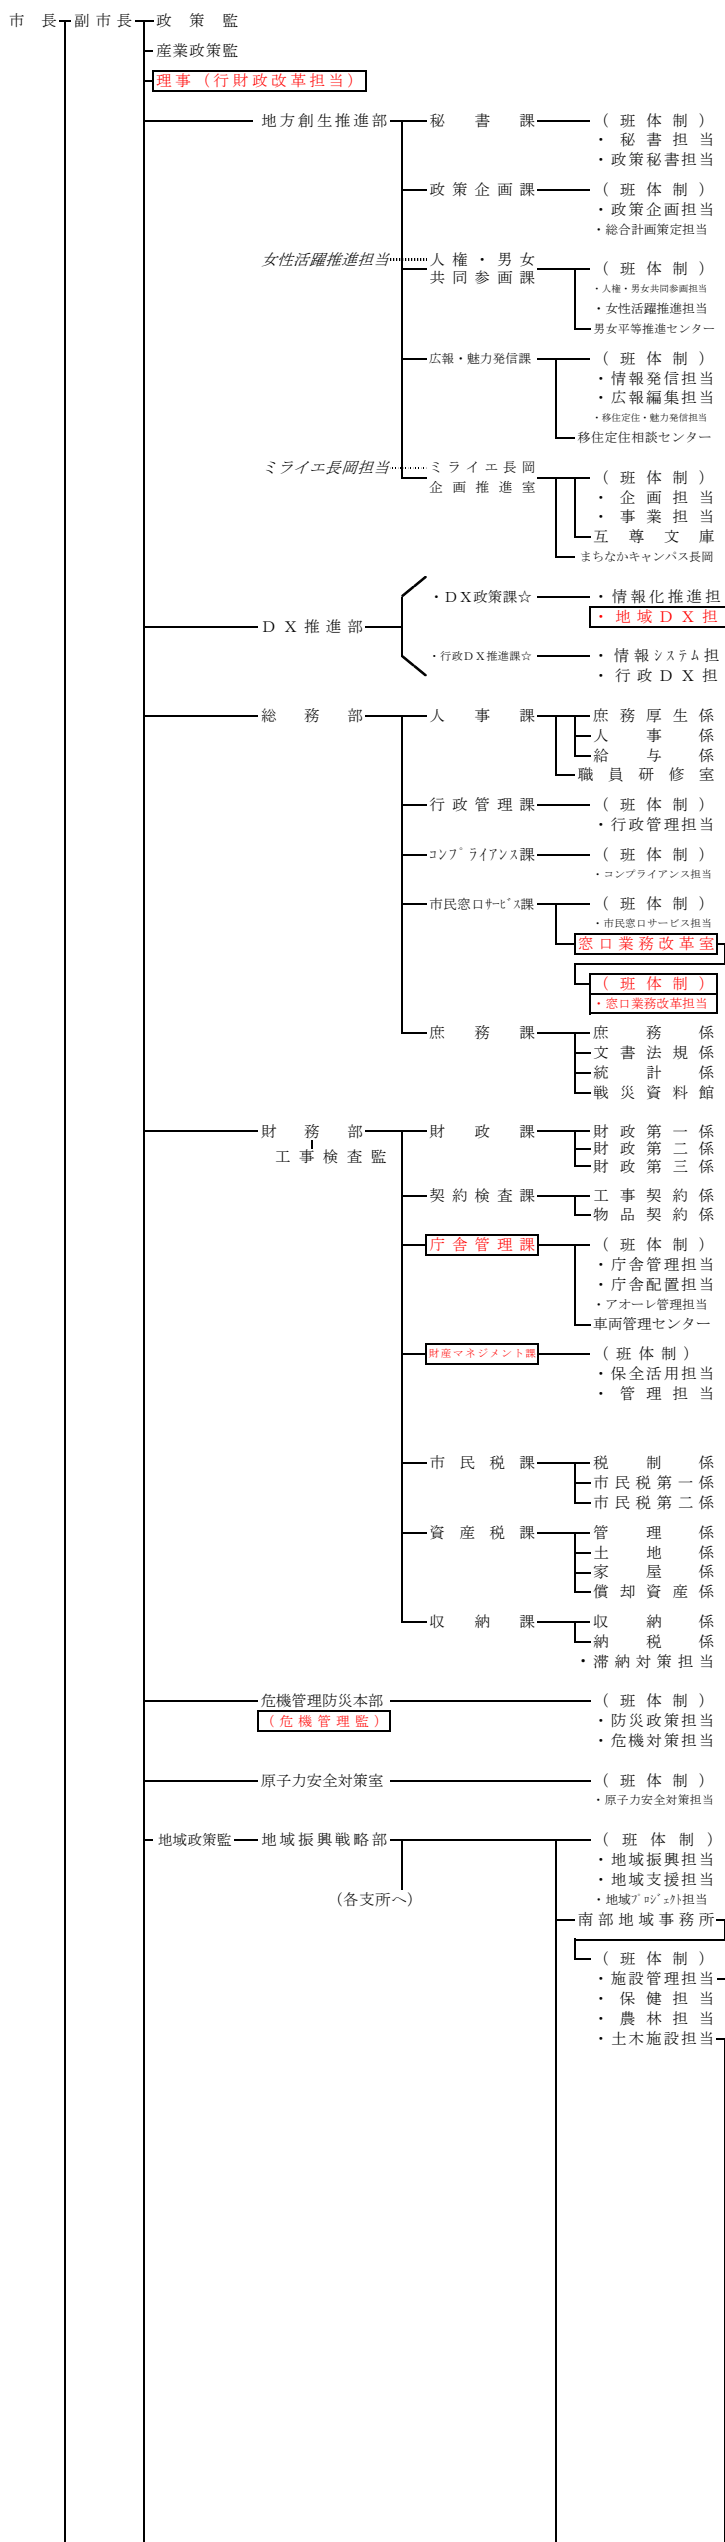 市長 副市長 政策監
産業政策監
理事（行財政改革担当）
地方創生推進部 秘書課 （班体制）
・秘書担当
・政策秘書担当
政策企画課 （班体制）
・政策企画担当
・総合計画策定担当
女性活躍推進担当 人権・男女
共同参画課 （班体制）
・人権・男女共同参画担当
・女性活躍推進担当
男女平等推進センター
広報・魅力発信課 （班体制）
・情報発信担当
・広報編集担当
・移住定住・魅力発信担当
移住定住相談センター
ミライエ長岡担当 ミライエ長岡
企画推進室 （班体制）
・企画担当
・事業担当
互尊文庫
まちなかキャンパス長岡
・ＤＸ政策課☆ ・情報化推進担
・地域ＤＸ担
ＤＸ推進部
・行政ＤＸ推進課☆ ・情報システム担
・行政ＤＸ担
総務部 人事課 庶務厚生係
人事係
給与係
職員研修室
行政管理課 （班体制）
・行政管理担当
コンプライアンス課 （班体制）
・コンプライアンス担当
市民窓口サービス課 （班体制）
・市民窓口サービス担当
窓口業務改革室
（班体制）
・窓口業務改革担当
庶務課 庶務係
文書法規係
統計係
戦災資料館
財務部 財政課 財政第一係
工事検査監 財政第二係
財政第三係
契約検査課 工事契約係
物品契約係
庁舎管理課 （班体制）
・庁舎管理担当
・庁舎配置担当
・アオーレ管理担当
車両管理センター
財産マネジメント課 （班体制）
・保全活用担当
・管理担当
市民税課 税制係
市民税第一係
市民税第二係
資産税課 管理係
土地係
家屋係
償却資産係
収納課 収納係
納税係
・滞納対策担当
危機管理防災本部 （班体制）
（危機管理監） ・防災政策担当
・危機対策担当
原子力安全対策室 （班体制）
・原子力安全対策担当
地域政策監 地域振興戦略部 （班体制）
・地域振興担当
・地域支援担当
（各支所へ） ・地域プロジェクト担当
南部地域事務所
（班体制）
・施設管理担当
・保健担当
・農林担当
・土木施設担当